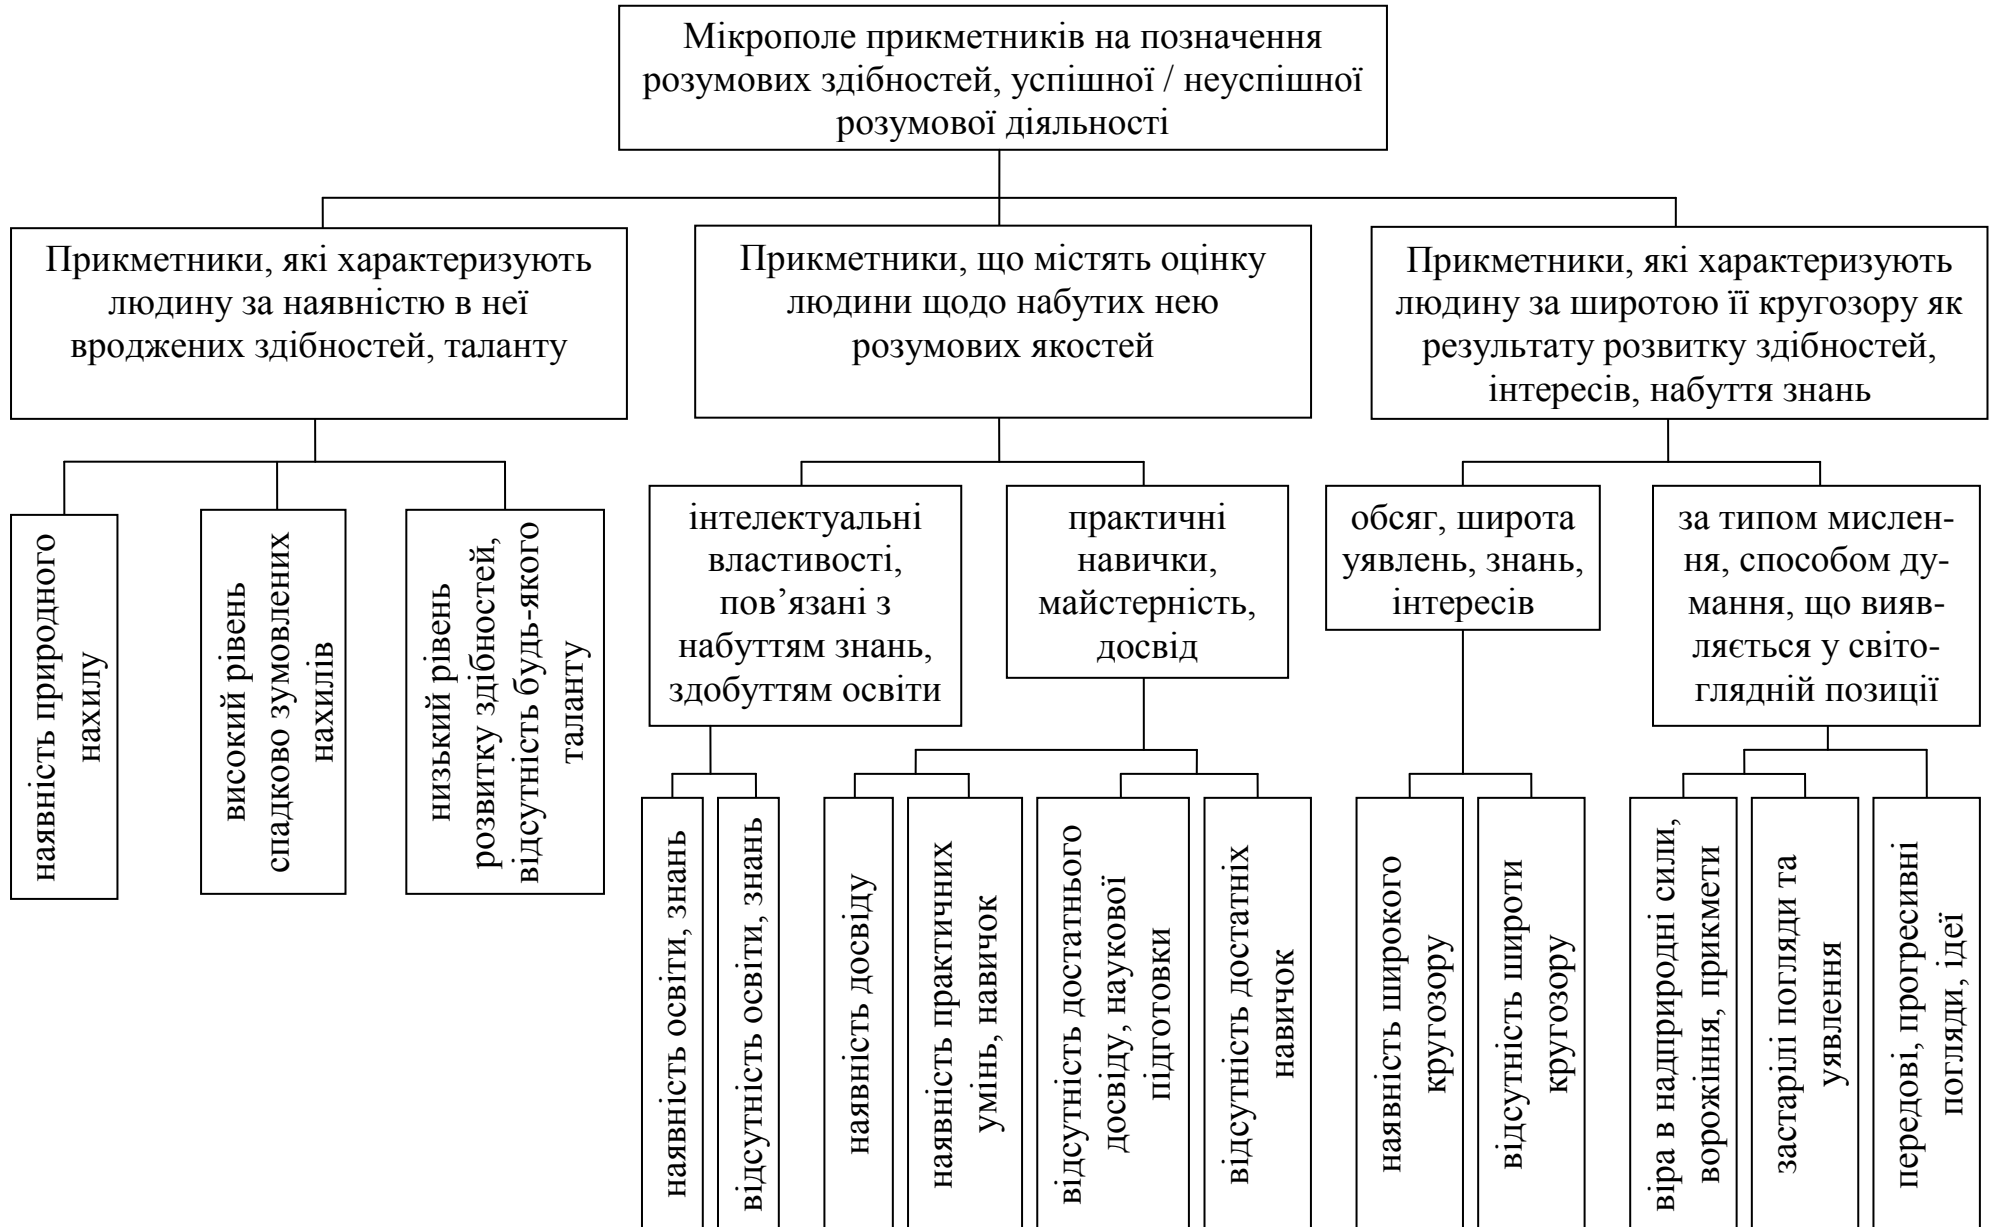 Мікрополе прикметників на позначення
розумових здібностей, успішної / неуспішної
розумової діяльності
Прикметники, які характеризують
людину за наявністю в неї
вроджених здібностей, таланту
Прикметники, що містять оцінку
людини щодо набутих нею
розумових якостей
Прикметники, які характеризують
людину за широтою її кругозору як
результату розвитку здібностей,
інтересів, набуття знань
наявність природного
нахилу
високий рівень
спадково зумовлених
нахилів
низький рівень
розвитку здібностей,
відсутність будь-якого
таланту
інтелектуальні
властивості,
пов’язані з
набуттям знань,
здобуттям освіти
практичні
навички,
майстерність,
досвід
обсяг, широта
уявлень, знань,
інтересів
за типом мислен-
ня, способом ду-
мання, що вияв-
ляється у світо-
глядній позиції
наявність освіти, знань
відсутність освіти, знань
наявність досвіду
наявність практичних
умінь, навичок
відсутність достатнього
досвіду, наукової
підготовки
відсутність достатніх
навичок
наявність широкого
кругозору
відсутність широти
кругозору
віра в надприродні сили,
ворожіння, прикмети
застарілі погляди та
уявлення
передові, прогресивні
погляди, ідеї